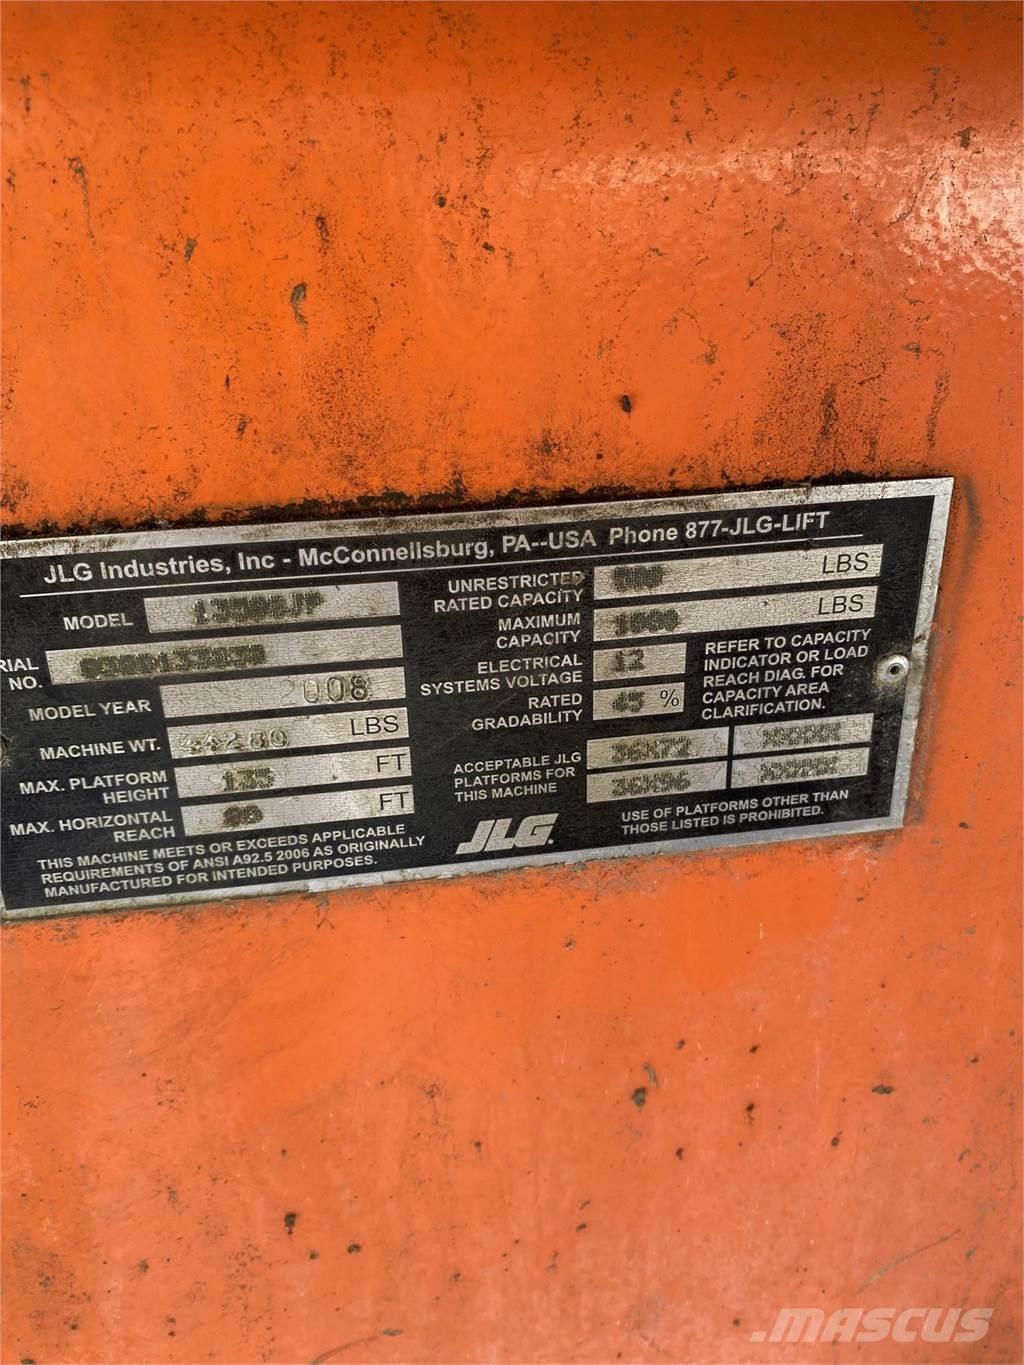 JLG Industries, Inc - McConnellsburg, PA--USA Phone 877-JLG-LIFT
MODEL
RIAL
NO.
MODEL YEAR 2008
MACHINE WT. 44280 LBS
MAX. PLATFORM
HEIGHT 135 FT
MAX. HORIZONTAL
REACH FT
THIS MACHINE MEETS OR EXCEEDS APPLICABLE
REQUIREMENTS OF ANSI A92.5 2006 AS ORIGINALLY
MANUFACTURED FOR INTENDED PURPOSES.
UNRESTRICTED
RATED CAPACITY LBS
MAXIMUM
CAPACITY LBS
ELECTRICAL
SYSTEMS VOLTAGE 12
RATED
GRADABILITY 45 %
REFER TO CAPACITY
INDICATOR OR LOAD
REACH DIAG. FOR
CAPACITY AREA
CLARIFICATION.
ACCEPTABLE JLG
PLATFORMS FOR
THIS MACHINE
36X72
36X96
JLG.
USE OF PLATFORMS OTHER THAN
THOSE LISTED IS PROHIBITED.
.MASCUS